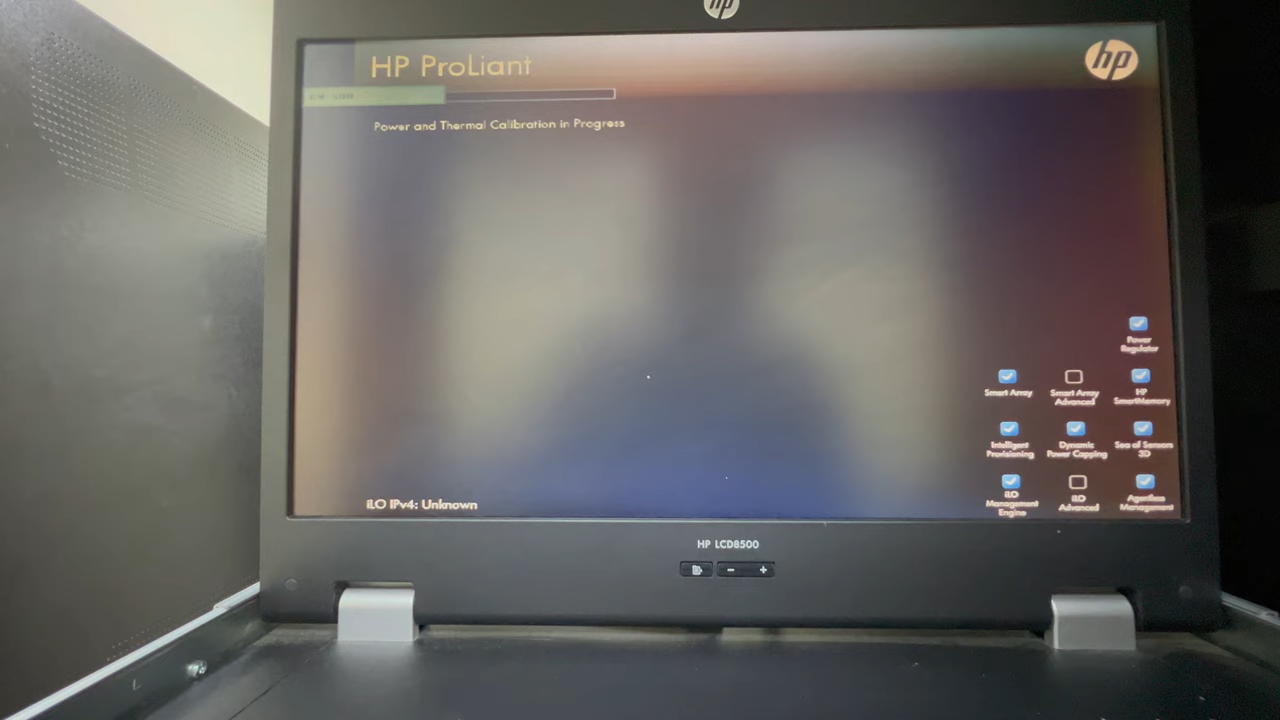 hp
HP ProLiant
hp
Power and Thermal Calibration in Progress
Power
Regulator
Smart Array
Smart Array
Advanced
HP
SmartMemory
Intelligent
Provisioning
Dynamic
Power Capping
Sea of Sensors
3D
iLO
Management
Engine
iLO
Advanced
Agentless
Management
iLO IPv4: Unknown
HP LCD8500